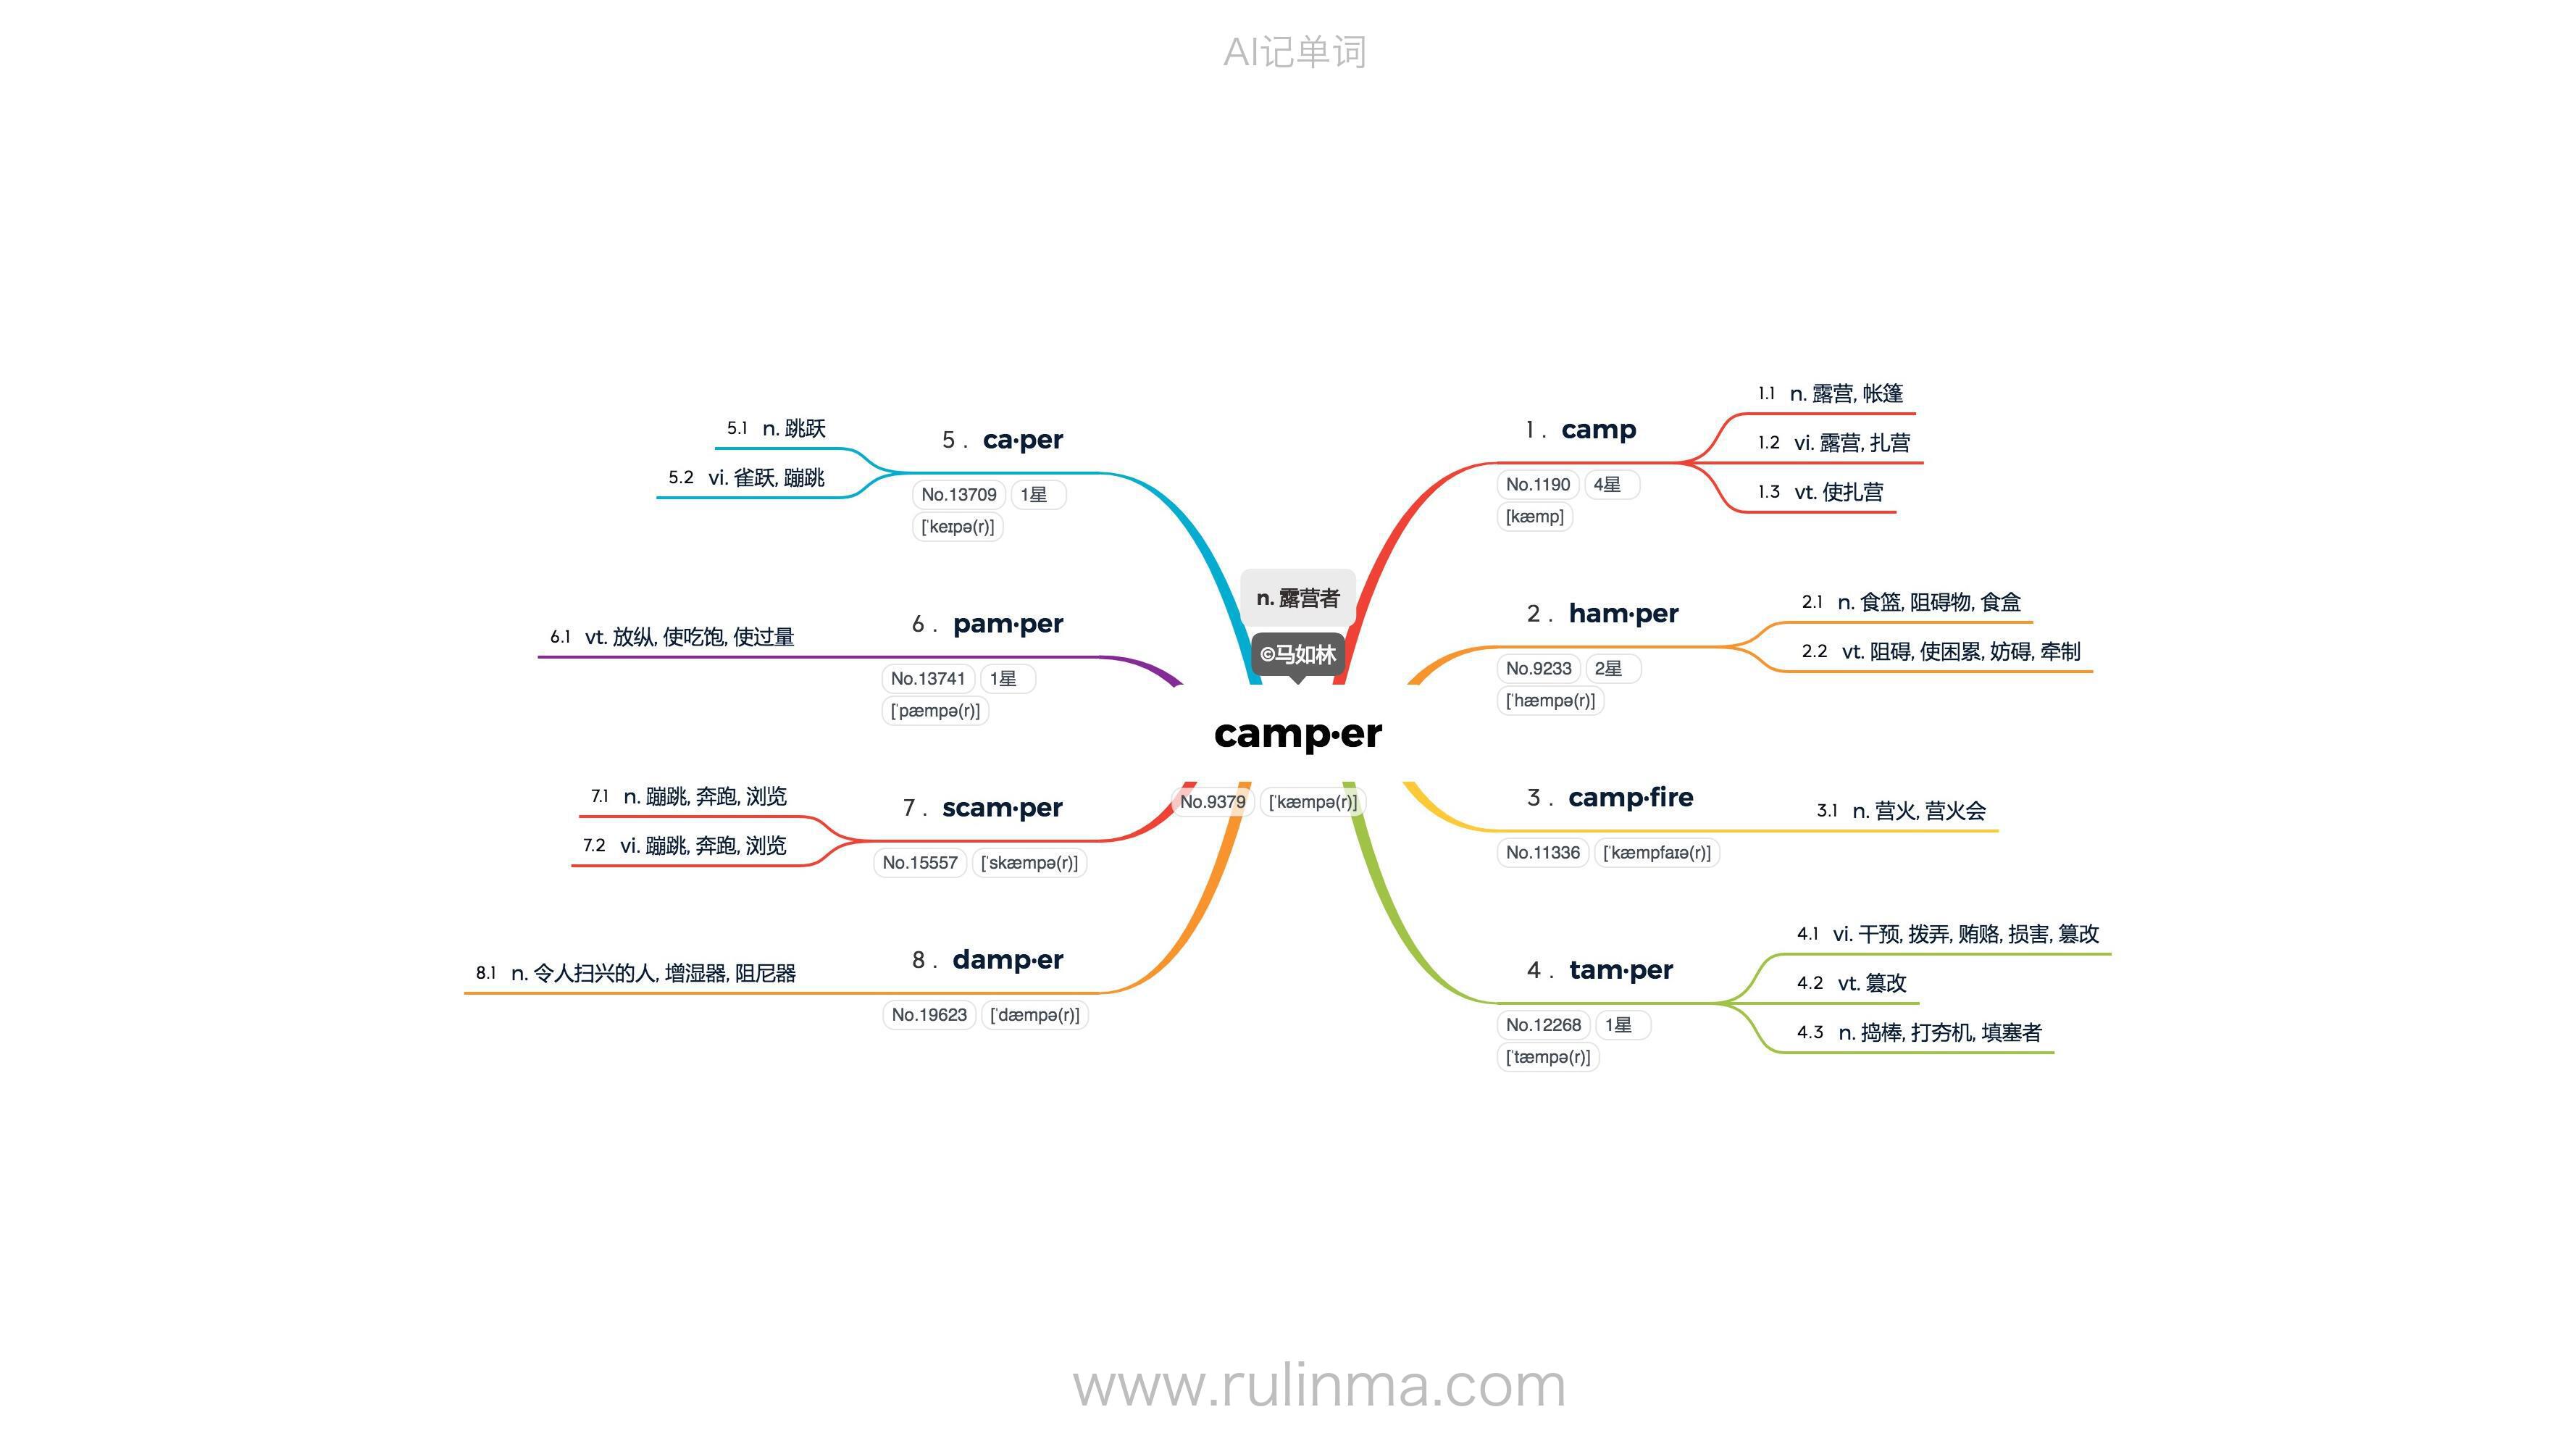 AI记单词
n. 露营者
©马如林
camp·er
No.9379 [ˈkæmpə(r)]
1 . camp
No.1190 4星
[kæmp]
1.1 n. 露营, 帐篷
1.2 vi. 露营, 扎营
1.3 vt. 使扎营
2 . ham·per
No.9233 2星
[ˈhæmpə(r)]
2.1 n. 食篮, 阻碍物, 食盒
2.2 vt. 阻碍, 使困累, 妨碍, 牵制
3 . camp·fire
No.11336 [ˈkæmpfaɪə(r)]
3.1 n. 营火, 营火会
4 . tam·per
No.12268 1星
[ˈtæmpə(r)]
4.1 vi. 干预, 拨弄, 贿赂, 损害, 篡改
4.2 vt. 篡改
4.3 n. 捣棒, 打夯机, 填塞者
5 . ca·per
No.13709 1星
[ˈkeɪpə(r)]
5.1 n. 跳跃
5.2 vi. 雀跃, 蹦跳
6 . pam·per
No.13741 1星
[ˈpæmpə(r)]
6.1 vt. 放纵, 使吃饱, 使过量
7 . scam·per
No.15557 [ˈskæmpə(r)]
7.1 n. 蹦跳, 奔跑, 浏览
7.2 vi. 蹦跳, 奔跑, 浏览
8 . damp·er
No.19623 [ˈdæmpə(r)]
8.1 n. 令人扫兴的人, 增湿器, 阻尼器
www.rulinma.com